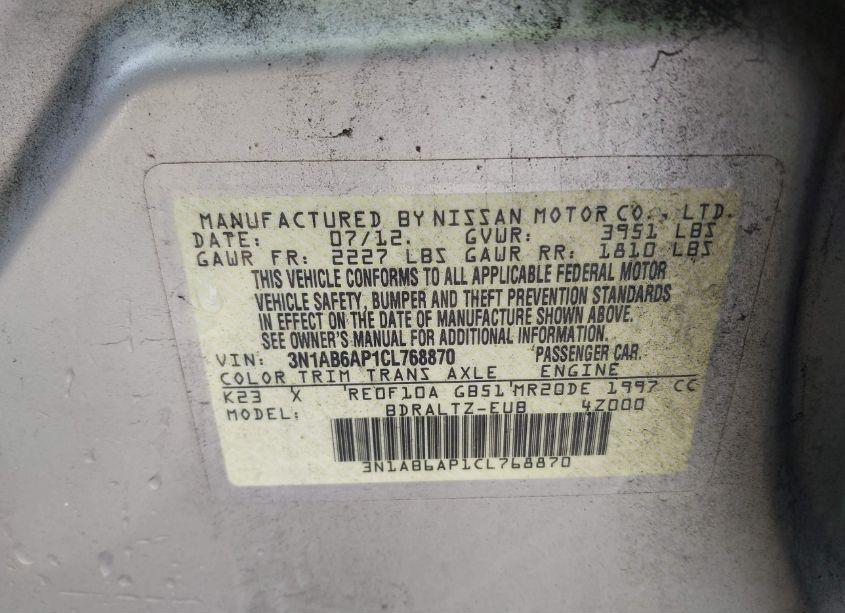 MANUFACTURED BY NISSAN MOTOR CO., LTD.
DATE: 07/12. GVWR: 3951 LBS
GAWR FR: 2227 LBS GAWR RR: 1810 LBS
THIS VEHICLE CONFORMS TO ALL APPLICABLE FEDERAL MOTOR
VEHICLE SAFETY, BUMPER AND THEFT PREVENTION STANDARDS
IN EFFECT ON THE DATE OF MANUFACTURE SHOWN ABOVE.
SEE OWNER'S MANUAL FOR ADDITIONAL INFORMATION.
VIN: 3N1AB6AP1CL768870 PASSENGER CAR
COLOR TRIM TRANS AXLE ENGINE
K23 X RE0F10A GB51 MR20DE 1997 CC
MODEL: BDRALTZ-EUB 4Z000
3N1AB6AP1CL768870